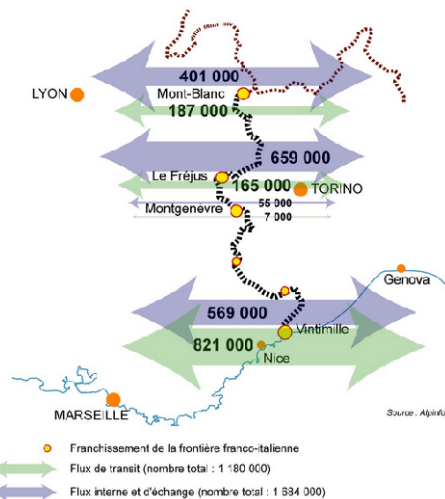 401 000
LYON
Mont-Blanc
187 000
659 000
Le Fréjus
165 000
TORINO
55 000
Montgenèvre
7 000
Genova
569 000
Vintimille
821 000
Nice
MARSEILLE
Source : Alpinfo
Franchissement de la frontière franco-italienne
Flux de transit (nombre total : 1 180 000)
Flux interne et d'échange (nombre total : 1 684 000)